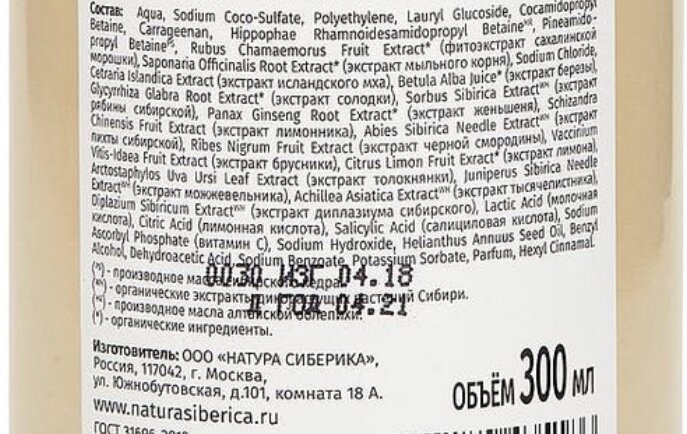 Состав: Aqua, Sodium Coco-Sulfate, Polyethylene, Lauryl Glucoside, Cocamidopropyl
Betaine, Carrageenan, Hippophae Rhamnoidesamidopropyl Betaine, Pineamido-
propyl Betaine, Rubus Chamaemorus Fruit Extract* (фитоэкстракт сахалинской
морошки), Saponaria Officinalis Root Extract* (экстракт мыльного корня), Sodium Chloride,
Cetraria Islandica Extract (экстракт исландского мха), Betula Alba Juice* (экстракт березы),
Glycyrrhiza Glabra Root Extract* (экстракт солодки), Sorbus Sibirica Extract (экстракт
рябины сибирской), Panax Ginseng Root Extract* (экстракт женьшеня), Schizandra
Chinensis Fruit Extract (экстракт лимонника), Abies Sibirica Needle Extract (экстракт
пихты сибирской), Ribes Nigrum Fruit Extract (экстракт черной смородины), Vaccinium
Vitis-Idaea Fruit Extract (экстракт брусники), Citrus Limon Fruit Extract* (экстракт лимона),
Arctostaphylos Uva Ursi Leaf Extract (экстракт толокнянки), Juniperus Sibirica Needle
Extract (экстракт можжевельника), Achillea Asiatica Extract (экстракт тысячелистника),
Diplazium Sibiricum Extract (экстракт диплазиума сибирского), Lactic Acid (молочная
кислота), Citric Acid (лимонная кислота), Salicylic Acid (салициловая кислота), Sodium
Ascorbyl Phosphate (витамин С), Sodium Hydroxide, Helianthus Annuus Seed Oil, Benzyl
Alcohol, Dehydroacetic Acid, Sodium Benzoate, Potassium Sorbate, Parfum, Hexyl Cinnamal.
- производное масла сибирского кедра.
0030 ИЗГ 04.18
- органические экстракты дикорастущих растений Сибири.
Д ГОД 04.21
- производное масла алтайской облепихи.
(*) - органические ингредиенты.
Изготовитель: ООО «НАТУРА СИБЕРИКА»,
Россия, 117042, г. Москва,
ул. Южнобутовская, д.101, комната 18 А.
www.naturasiberica.ru
ОБЪЁМ 300 МЛ
ГОСТ